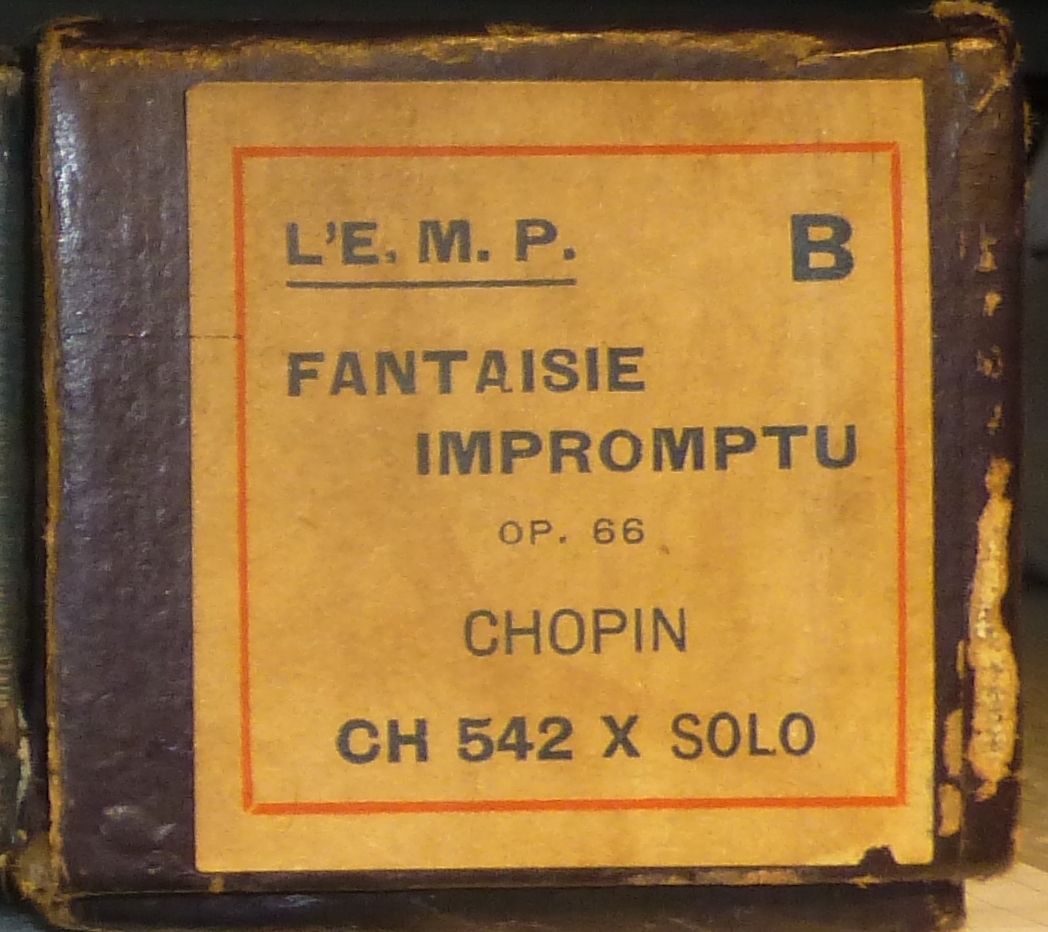 L'E. M. P. B
FANTAISIE
IMPROMPTU
OP. 66
CHOPIN
CH 542 X SOLO